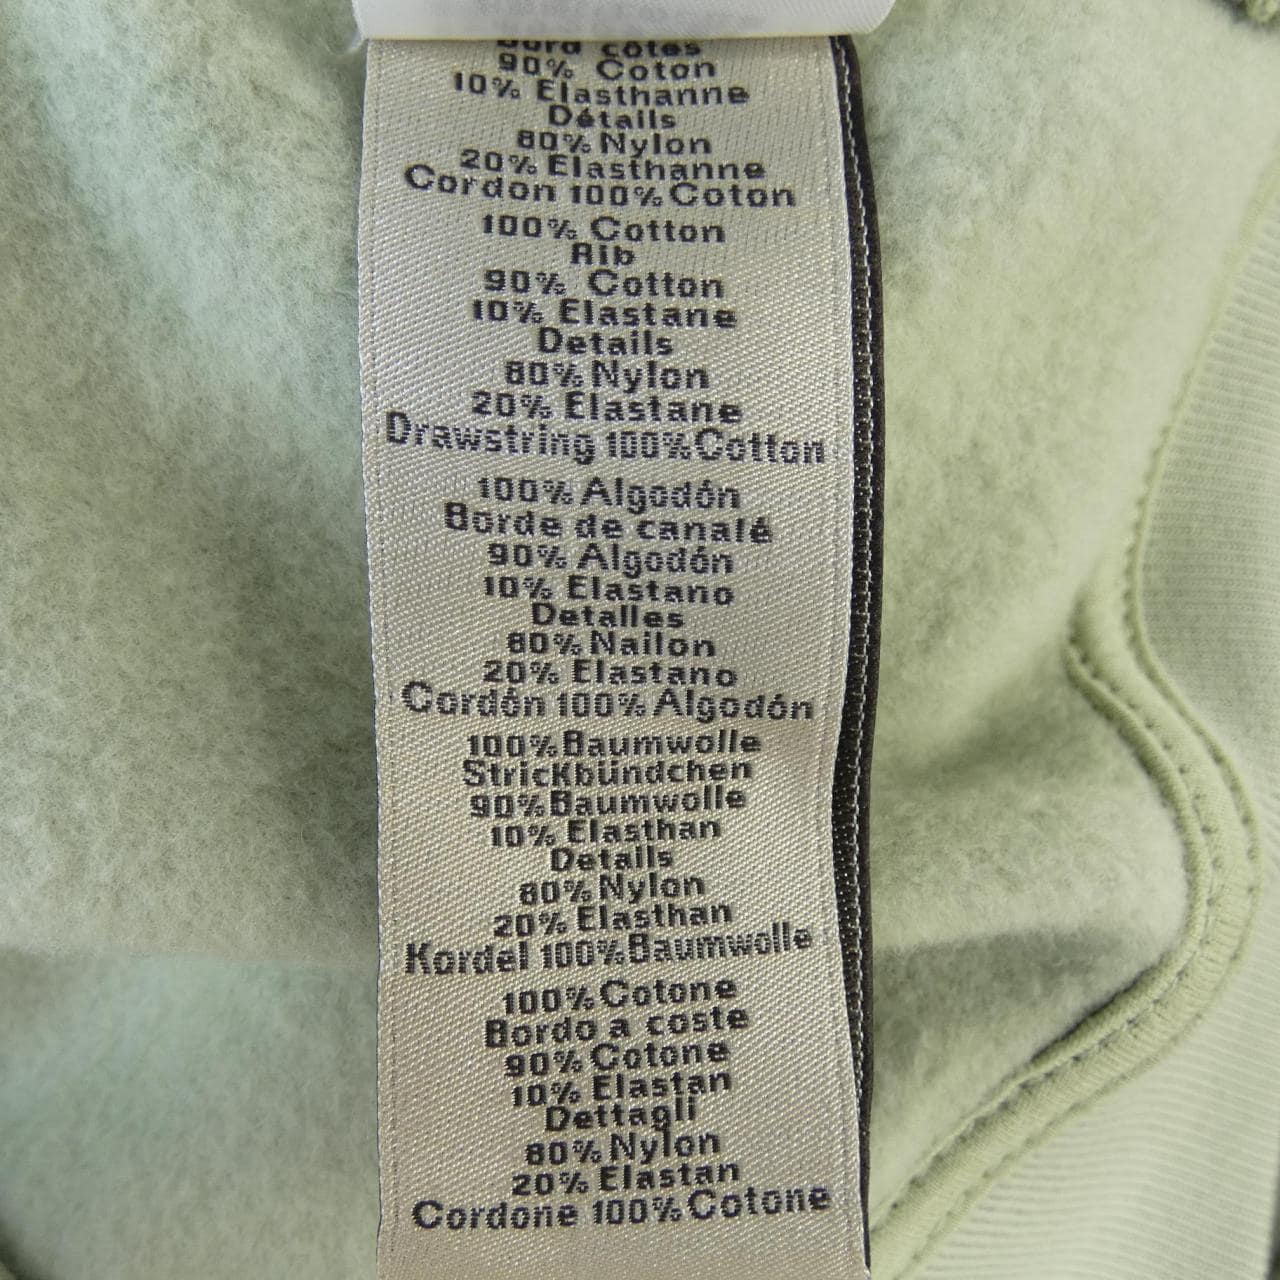 Bord côtes
90% Coton
10% Elasthanne
Détails
80% Nylon
20% Elasthanne
Cordon 100% Coton
100% Cotton
Rib
90% Cotton
10% Elastane
Details
80% Nylon
20% Elastane
Drawstring 100% Cotton
100% Algodón
Borde de canalé
90% Algodón
10% Elastano
Detalles
80% Nailon
20% Elastano
Cordón 100% Algodón
100% Baumwolle
Strickbündchen
90% Baumwolle
10% Elasthan
Details
80% Nylon
20% Elasthan
Kordel 100% Baumwolle
100% Cotone
Bordo a coste
90% Cotone
10% Elastan
Dettagli
80% Nylon
20% Elastan
Cordone 100% Cotone